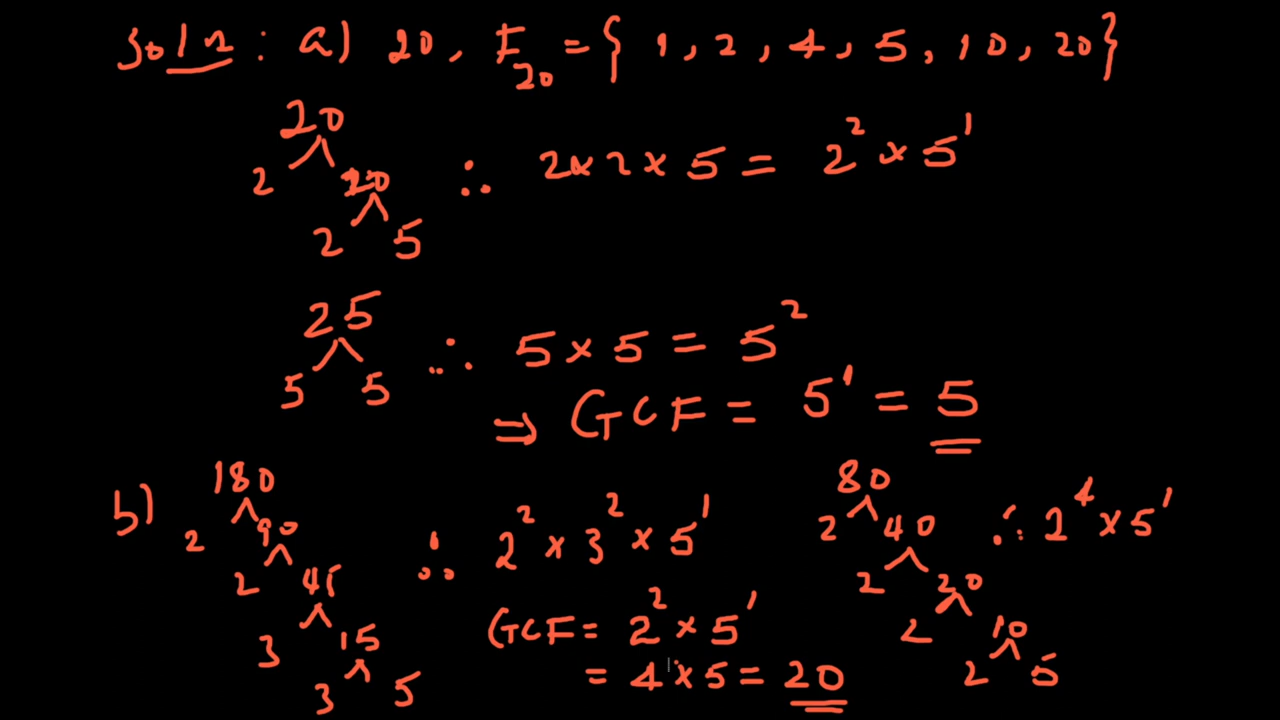 Soln : a) 20, F₂₀ = { 1, 2, 4, 5, 10, 20}
20
2 10
2 5
∴ 2 x 2 x 5 = 2² x 5¹
25
5 5
∴ 5 x 5 = 5²
⇒ GCF = 5¹ = 5
b) 180
2 90
2 45
3 15
3 5
∴ 2² x 3² x 5¹
80
2 40
2 20
2 10
2 5
∴ 2⁴ x 5¹
GCF = 2² x 5¹
= 4 x 5 = 20